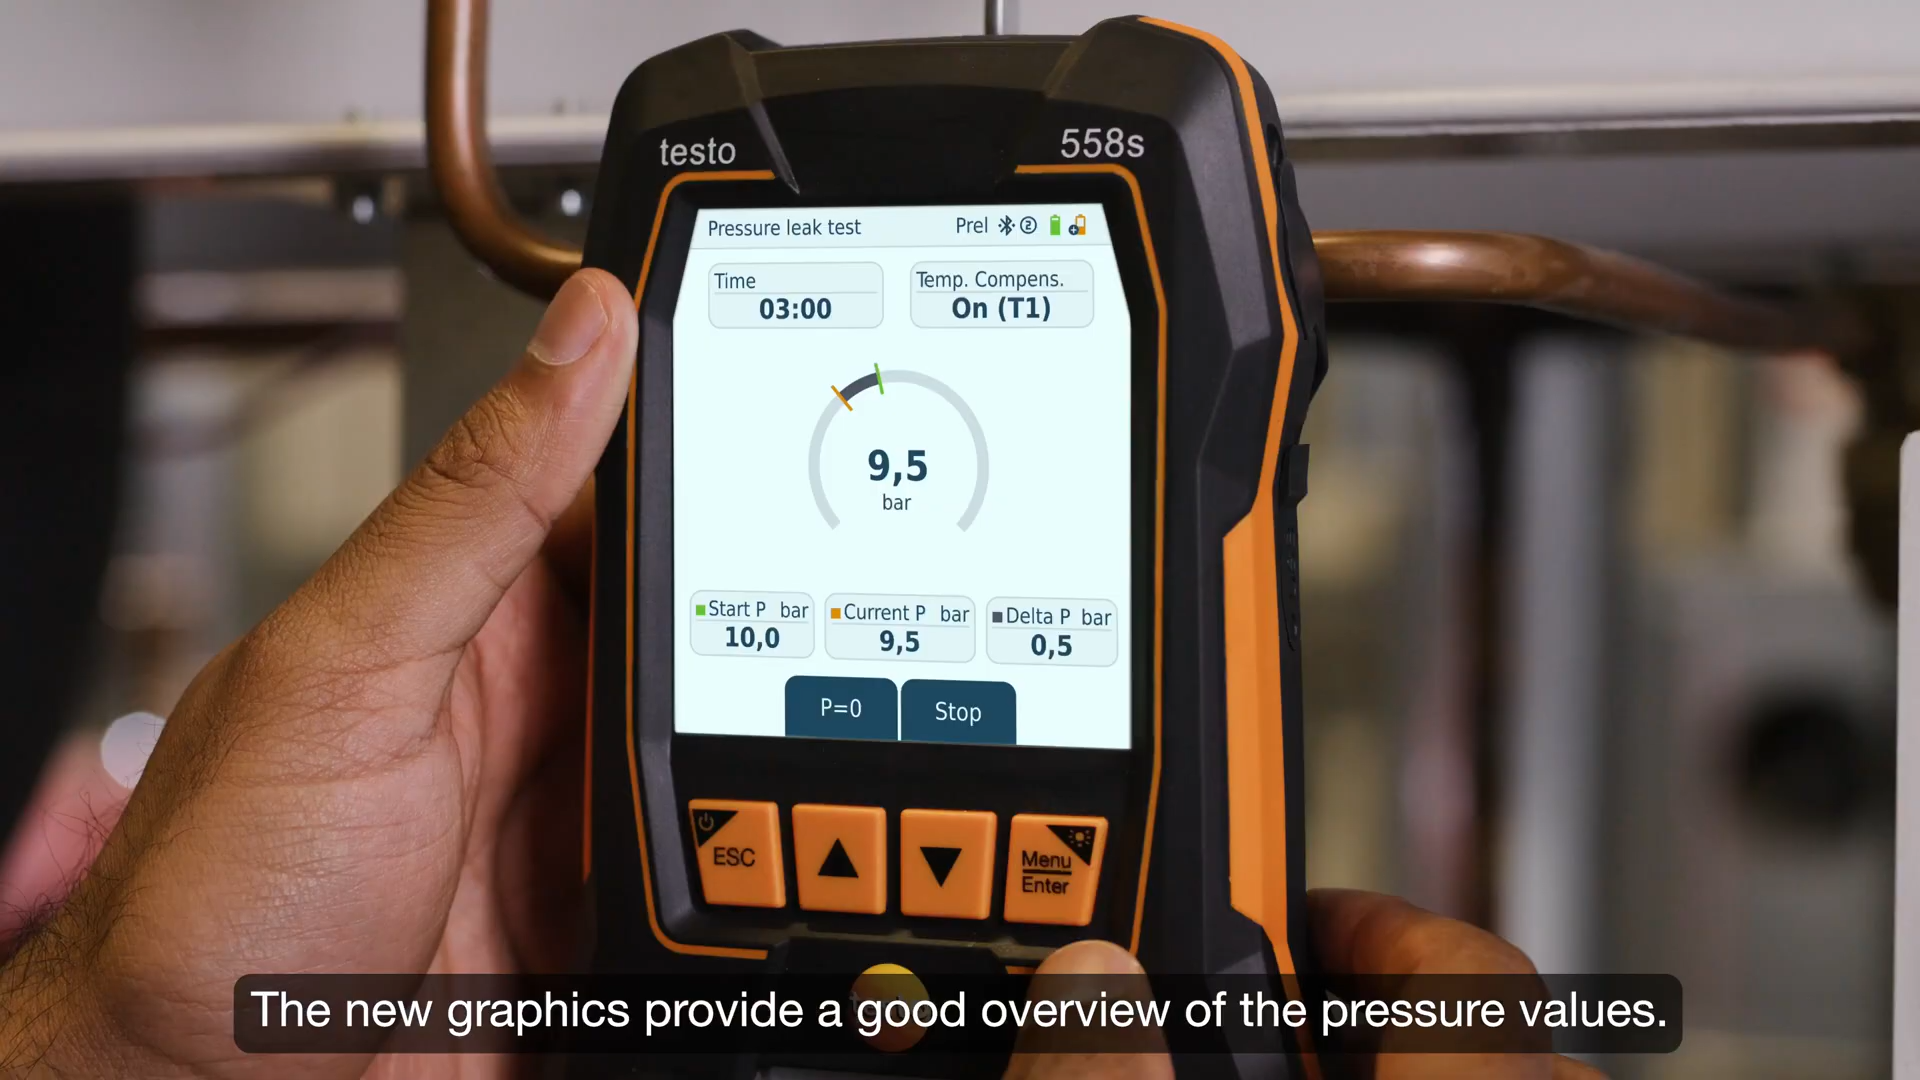 testo 558s
Pressure leak test Prel 2
Time Temp. Compens.
03:00 On (T1)
9,5
bar
Start P bar Current P bar Delta P bar
10,0 9,5 0,5
P=0 Stop
ESC Menu
Enter
The new graphics provide a good overview of the pressure values.